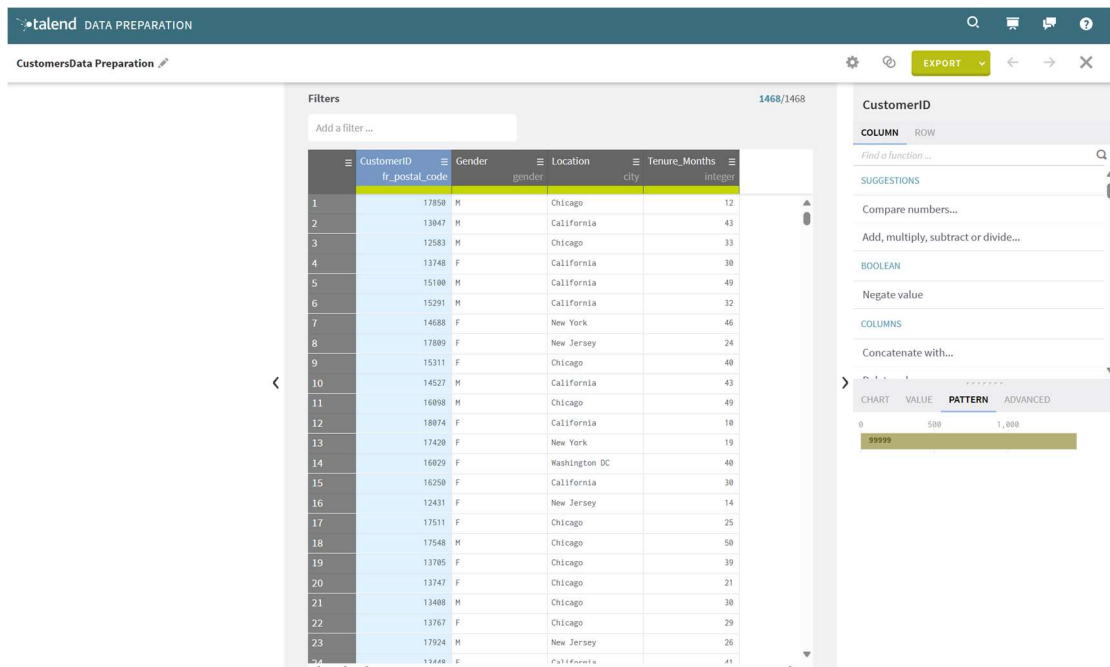 talend DATA PREPARATION
CustomersData Preparation
EXPORT
Filters
1468/1468
Add a filter ...
CustomerID Gender Location Tenure_Months
fr_postal_code gender city integer
1 17850 M Chicago 12
2 13047 M California 43
3 12583 M Chicago 33
4 13748 F California 30
5 15100 M California 49
6 15291 M California 32
7 14688 F New York 46
8 17809 F New Jersey 24
9 15311 F Chicago 40
10 14527 M California 43
11 16098 M Chicago 49
12 18074 F California 10
13 17420 F New York 19
14 16029 F Washington DC 40
15 16250 F California 30
16 12431 F New Jersey 14
17 17511 F Chicago 25
18 17548 M Chicago 50
19 13705 F Chicago 39
20 13747 F Chicago 21
21 13408 M Chicago 30
22 13767 F Chicago 29
23 17924 M New Jersey 26
24 13448 F California 41
CustomerID
COLUMN ROW
Find a function ...
SUGGESTIONS
Compare numbers...
Add, multiply, subtract or divide...
BOOLEAN
Negate value
COLUMNS
Concatenate with...
CHART VALUE PATTERN ADVANCED
0 500 1,000
99999